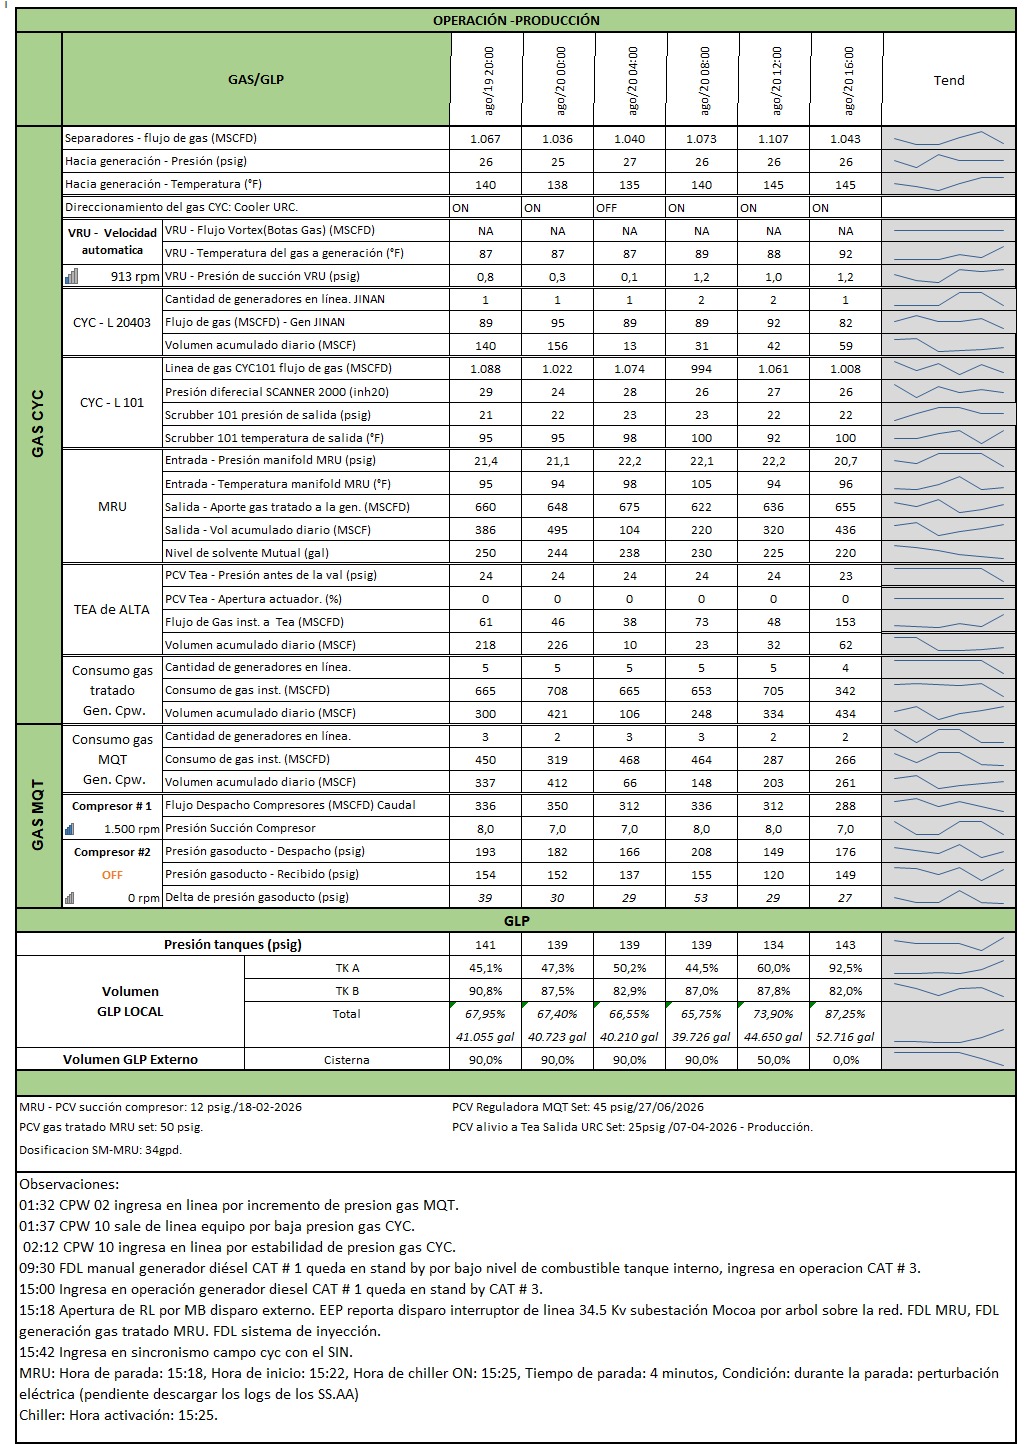 OPERACIÓN -PRODUCCIÓN
GAS/GLP ago/19 20:00 ago/20 00:00 ago/20 04:00 ago/20 08:00 ago/20 12:00 ago/20 16:00 Tend
GAS CYC
Separadores - flujo de gas (MSCFD) 1.067 1.036 1.040 1.073 1.107 1.043
Hacia generación - Presión (psig) 26 25 27 26 26 26
Hacia generación - Temperatura (°F) 140 138 135 140 145 145
Direccionamiento del gas CYC: Cooler URC. ON ON OFF ON ON ON
VRU - Velocidad automatica
913 rpm
VRU - Flujo Vortex(Botas Gas) (MSCFD) NA NA NA NA NA NA
VRU - Temperatura del gas a generación (°F) 87 87 87 89 88 92
VRU - Presión de succión VRU (psig) 0,8 0,3 0,1 1,2 1,0 1,2
CYC - L 20403
Cantidad de generadores en línea. JINAN 1 1 1 2 2 1
Flujo de gas (MSCFD) - Gen JINAN 89 95 89 89 92 82
Volumen acumulado diario (MSCF) 140 156 13 31 42 59
CYC - L 101
Linea de gas CYC101 flujo de gas (MSCFD) 1.088 1.022 1.074 994 1.061 1.008
Presión diferecial SCANNER 2000 (inh20) 29 24 28 26 27 26
Scrubber 101 presión de salida (psig) 21 22 23 23 22 22
Scrubber 101 temperatura de salida (°F) 95 95 98 100 92 100
MRU
Entrada - Presión manifold MRU (psig) 21,4 21,1 22,2 22,1 22,2 20,7
Entrada - Temperatura manifold MRU (°F) 95 94 98 105 94 96
Salida - Aporte gas tratado a la gen. (MSCFD) 660 648 675 622 636 655
Salida - Vol acumulado diario (MSCF) 386 495 104 220 320 436
Nivel de solvente Mutual (gal) 250 244 238 230 225 220
TEA de ALTA
PCV Tea - Presión antes de la val (psig) 24 24 24 24 24 23
PCV Tea - Apertura actuador. (%) 0 0 0 0 0 0
Flujo de Gas inst. a Tea (MSCFD) 61 46 38 73 48 153
Volumen acumulado diario (MSCF) 218 226 10 23 32 62
Consumo gas tratado Gen. Cpw.
Cantidad de generadores en línea. 5 5 5 5 5 4
Consumo de gas inst. (MSCFD) 665 708 665 653 705 342
Volumen acumulado diario (MSCF) 300 421 106 248 334 434
GAS MQT
Consumo gas MQT Gen. Cpw.
Cantidad de generadores en línea. 3 2 3 3 2 2
Consumo de gas inst. (MSCFD) 450 319 468 464 287 266
Volumen acumulado diario (MSCF) 337 412 66 148 203 261
Compresor # 1
1.500 rpm
Flujo Despacho Compresores (MSCFD) Caudal 336 350 312 336 312 288
Presión Succión Compresor 8,0 7,0 7,0 8,0 8,0 7,0
Compresor #2
OFF
0 rpm
Presión gasoducto - Despacho (psig) 193 182 166 208 149 176
Presión gasoducto - Recibido (psig) 154 152 137 155 120 149
Delta de presión gasoducto (psig) 39 30 29 53 29 27
GLP
Presión tanques (psig) 141 139 139 139 134 143
Volumen
GLP LOCAL
TK A 45,1% 47,3% 50,2% 44,5% 60,0% 92,5%
TK B 90,8% 87,5% 82,9% 87,0% 87,8% 82,0%
Total 67,95% 67,40% 66,55% 65,75% 73,90% 87,25%
41.055 gal 40.723 gal 40.210 gal 39.726 gal 44.650 gal 52.716 gal
Volumen GLP Externo Cisterna 90,0% 90,0% 90,0% 90,0% 50,0% 0,0%
MRU - PCV succión compresor: 12 psig./18-02-2026 PCV Reguladora MQT Set: 45 psig/27/06/2026
PCV gas tratado MRU set: 50 psig. PCV alivio a Tea Salida URC Set: 25psig /07-04-2026 - Producción.
Dosificacion SM-MRU: 34gpd.
Observaciones:
01:32 CPW 02 ingresa en linea por incremento de presion gas MQT.
01:37 CPW 10 sale de linea equipo por baja presion gas CYC.
02:12 CPW 10 ingresa en linea por estabilidad de presion gas CYC.
09:30 FDL manual generador diésel CAT # 1 queda en stand by por bajo nivel de combustible tanque interno, ingresa en operacion CAT # 3.
15:00 Ingresa en operación generador diesel CAT # 1 queda en stand by CAT # 3.
15:18 Apertura de RL por MB disparo externo. EEP reporta disparo interruptor de linea 34.5 Kv subestación Mocoa por arbol sobre la red. FDL MRU, FDL
generación gas tratado MRU. FDL sistema de inyección.
15:42 Ingresa en sincronismo campo cyc con el SIN.
MRU: Hora de parada: 15:18, Hora de inicio: 15:22, Hora de chiller ON: 15:25, Tiempo de parada: 4 minutos, Condición: durante la parada: perturbación
eléctrica (pendiente descargar los logs de los SS.AA)
Chiller: Hora activación: 15:25.